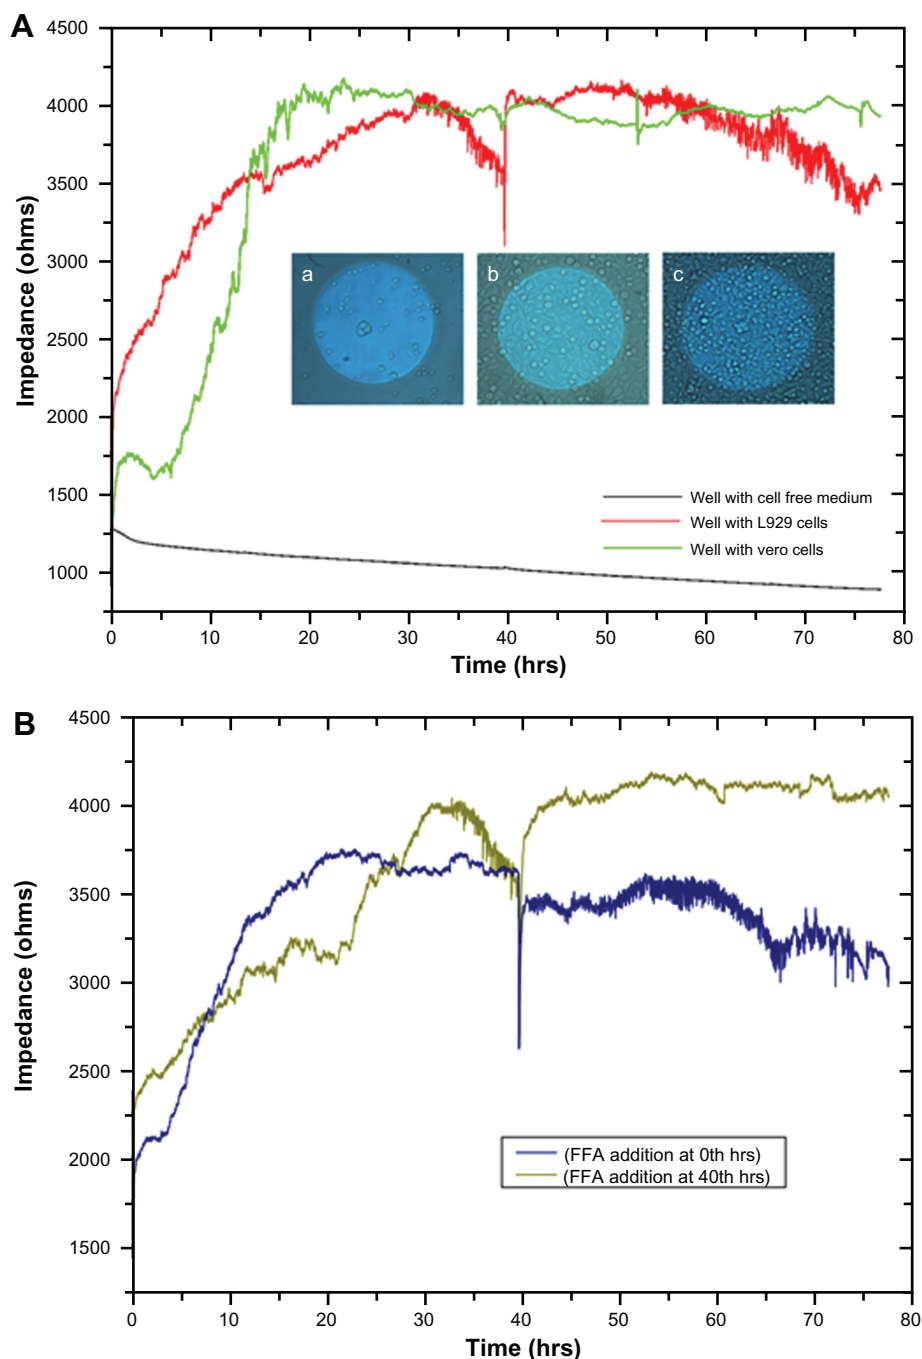 A
4500
4000
3500
3000
2500
2000
1500
1000
Impedance (ohms)
a
b
c
Well with cell free medium
Well with L929 cells
Well with vero cells
0 10 20 30 40 50 60 70 80
Time (hrs)
B
4500
4000
3500
3000
2500
2000
1500
Impedance (ohms)
(FFA addition at 0th hrs)
(FFA addition at 40th hrs)
0 10 20 30 40 50 60 70 80
Time (hrs)